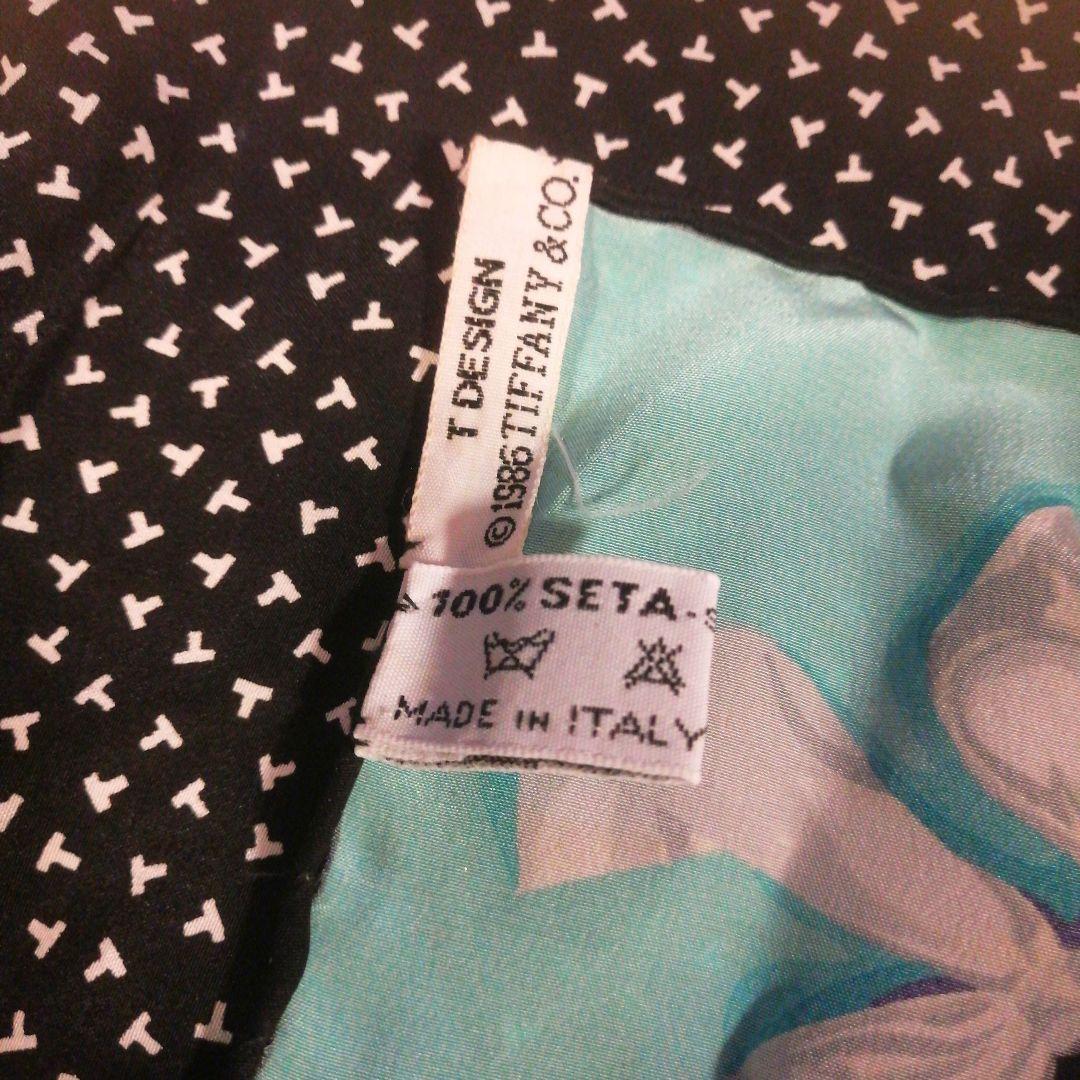 T DESIGN
©1986 TIFFANY & CO.
100% SETA-
MADE IN ITALY